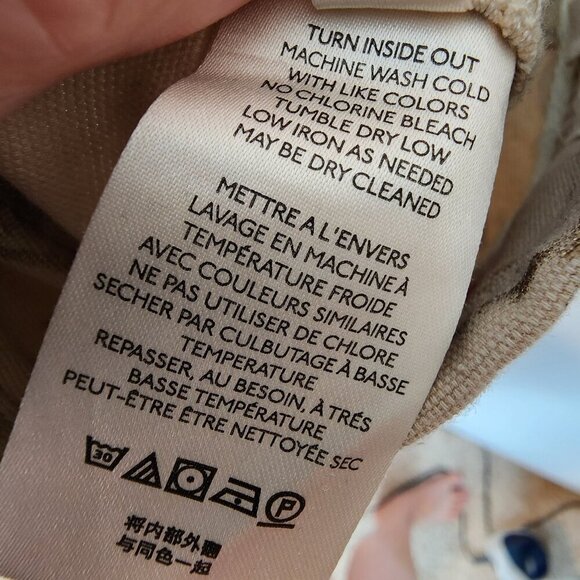 TURN INSIDE OUT
MACHINE WASH COLD
WITH LIKE COLORS
NO CHLORINE BLEACH
TUMBLE DRY LOW
LOW IRON AS NEEDED
MAY BE DRY CLEANED
METTRE A L'ENVERS
LAVAGE EN MACHINE À
TEMPÉRATURE FROIDE
AVEC COULEURS SIMILAIRES
NE PAS UTILISER DE CHLORE
SECHER PAR CULBUTAGE À BASSE
TEMPERATURE
REPASSER, AU BESOIN, À TRÉS
BASSE TEMPÉRATURE
PEUT-ÊTRE ÊTRE NETTOYÉE SEC
30 P
将内部外翻
与同色一起